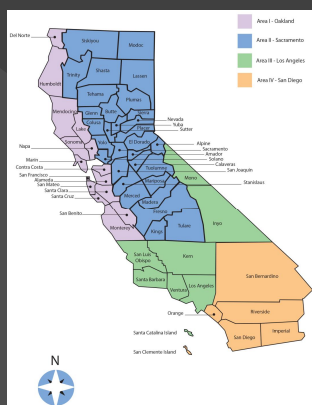 Area I - Oakland
Area II - Sacramento
Area III - Los Angeles
Area IV - San Diego
Del Norte
Siskiyou
Modoc
Humboldt
Trinity
Shasta
Lassen
Tehama
Plumas
Mendocino
Glenn
Butte
Sierra
Nevada
Yuba
Colusa
Placer
Sutter
Lake
Sonoma
Yolo
El Dorado
Alpine
Napa
Sacramento
Amador
Marin
Solano
Contra Costa
Calaveras
San Francisco
San Joaquin
Tuolumne
Mono
Alameda
Stanislaus
San Mateo
Mariposa
Santa Clara
Merced
Santa Cruz
Madera
San Benito
Fresno
Inyo
Monterey
Kings
Tulare
San Luis
Obispo
Kern
San Bernardino
Santa Barbara
Ventura
Los Angeles
Orange
Riverside
Santa Catalina Island
San Diego
Imperial
San Clemente Island
N